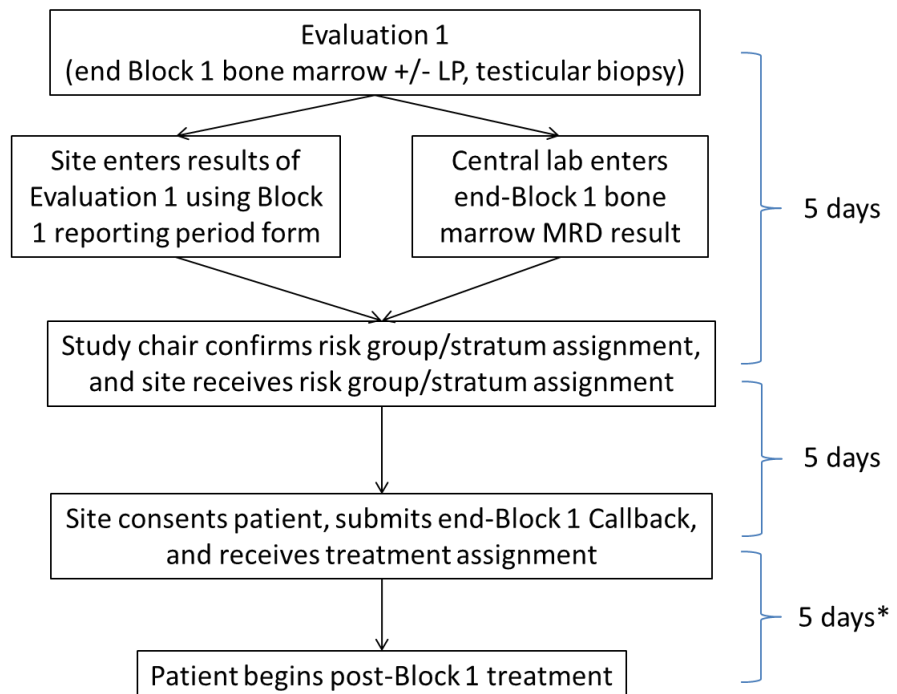 Evaluation 1
(end Block 1 bone marrow +/- LP, testicular biopsy)
Site enters results of
Evaluation 1 using Block
1 reporting period form
Central lab enters
end-Block 1 bone
marrow MRD result
5 days
Study chair confirms risk group/stratum assignment,
and site receives risk group/stratum assignment
5 days
Site consents patient, submits end-Block 1 Callback,
and receives treatment assignment
5 days*
Patient begins post-Block 1 treatment